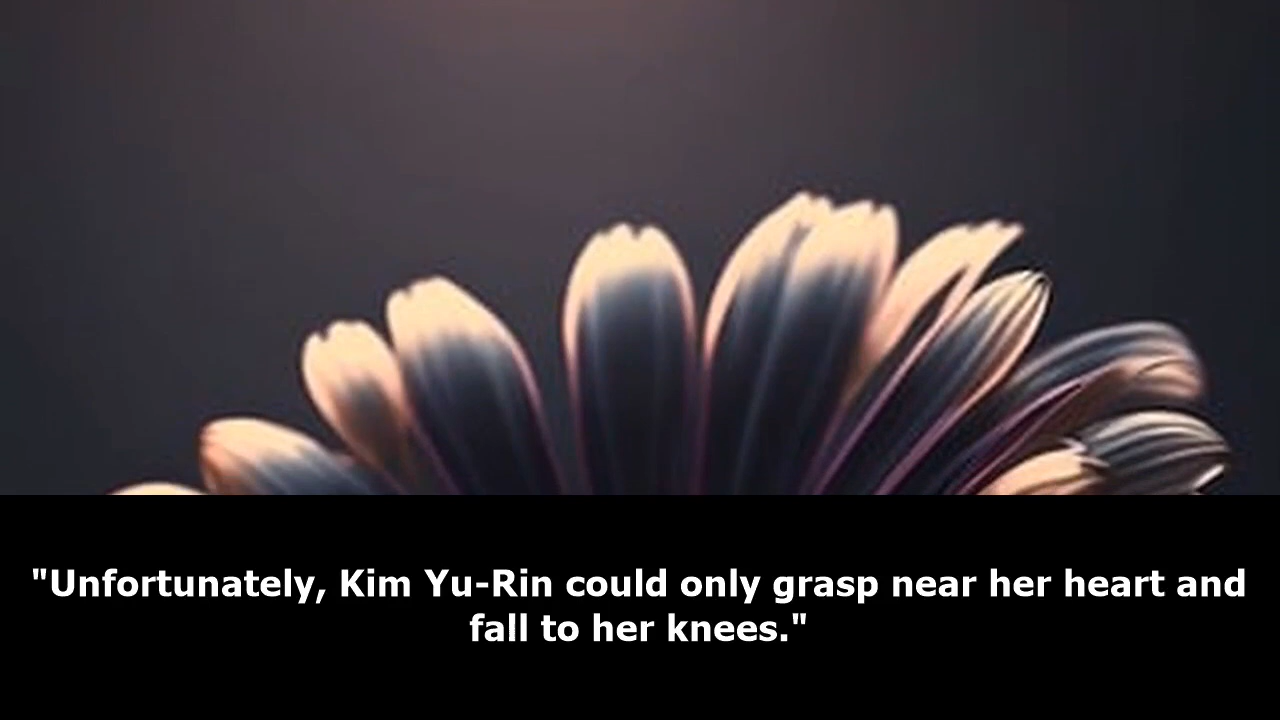 "Unfortunately, Kim Yu-Rin could only grasp near her heart and
fall to her knees."